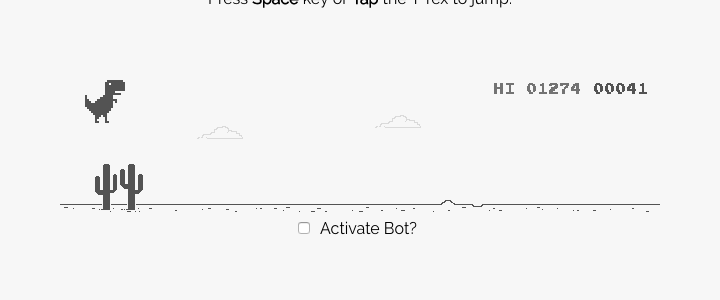 Press Space key or Tap the T-rex to jump.
HI 01274 00041
Activate Bot?